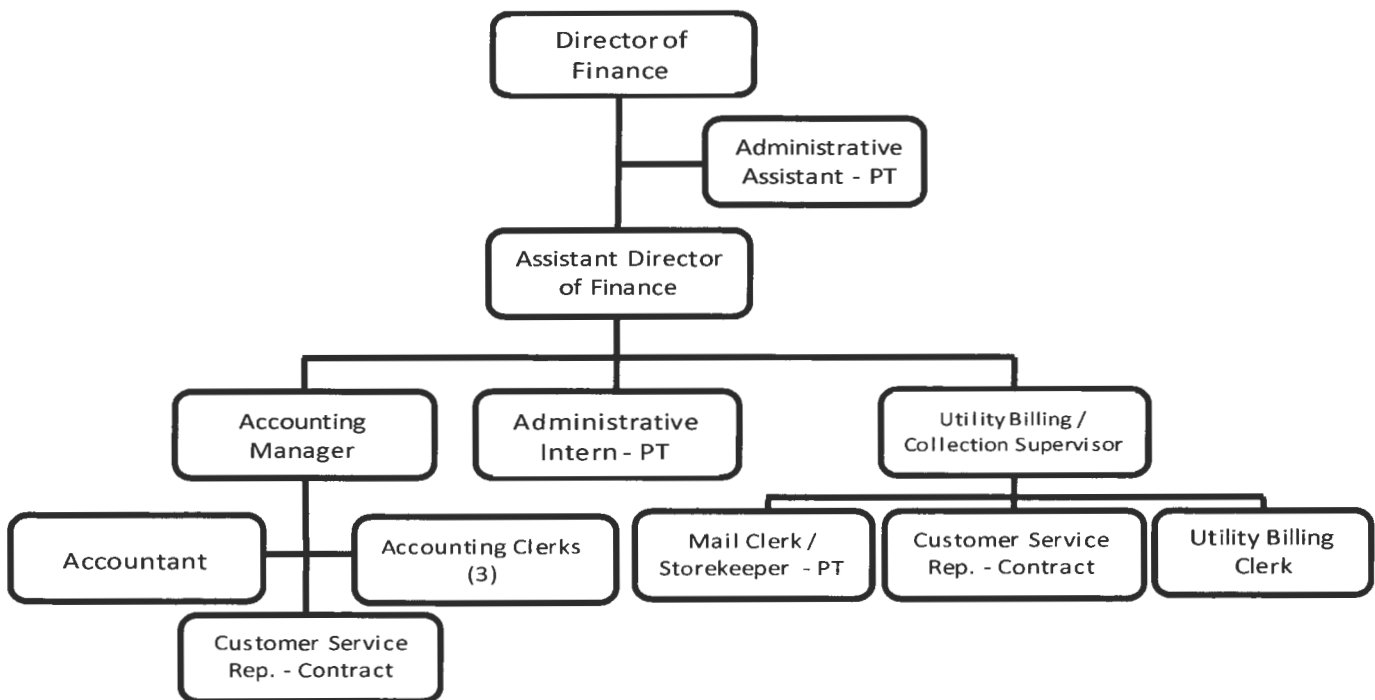 Director of
Finance
Administrative
Assistant - PT
Assistant Director
of Finance
Accounting
Manager
Administrative
Intern - PT
Utility Billing /
Collection Supervisor
Accountant
Accounting Clerks
(3)
Customer Service
Rep. - Contract
Mail Clerk /
Storekeeper - PT
Customer Service
Rep. - Contract
Utility Billing
Clerk